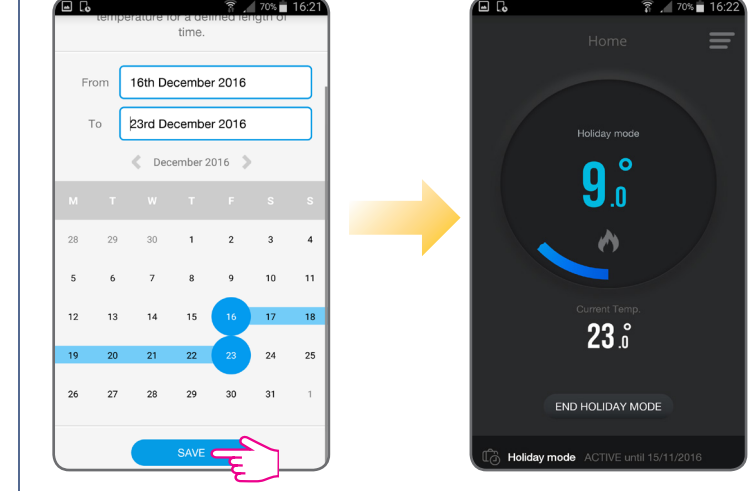 70% 16:21
temperature for a defined length of
time.
From 16th December 2016
To 23rd December 2016
December 2016
M T W T F S S
28 29 30 1 2 3 4
5 6 7 8 9 10 11
12 13 14 15 16 17 18
19 20 21 22 23 24 25
26 27 28 29 30 31 1
SAVE
70% 16:22
Home
Holiday mode
9.0°
Current Temp.
23.0°
END HOLIDAY MODE
Holiday mode ACTIVE until 15/11/2016